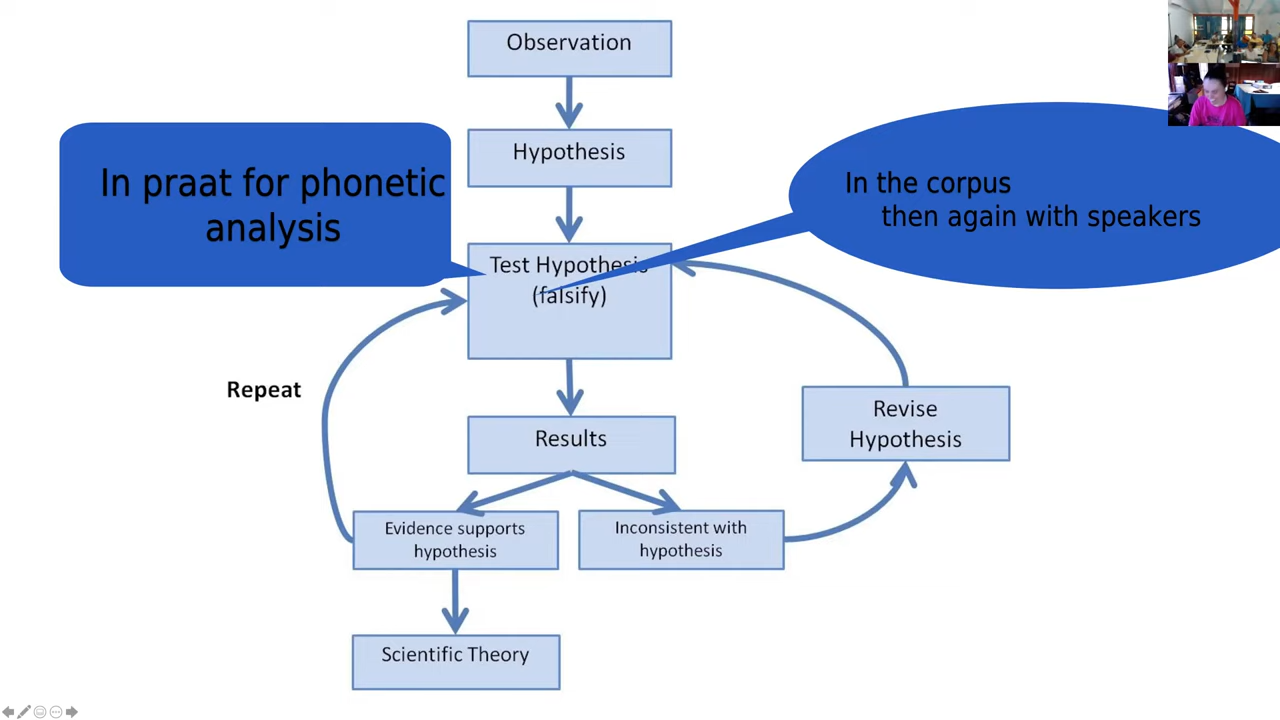 Observation
Hypothesis
In praat for phonetic
analysis
In the corpus
then again with speakers
Test Hypothesis
(falsify)
Repeat
Revise
Hypothesis
Results
Evidence supports
hypothesis
Inconsistent with
hypothesis
Scientific Theory